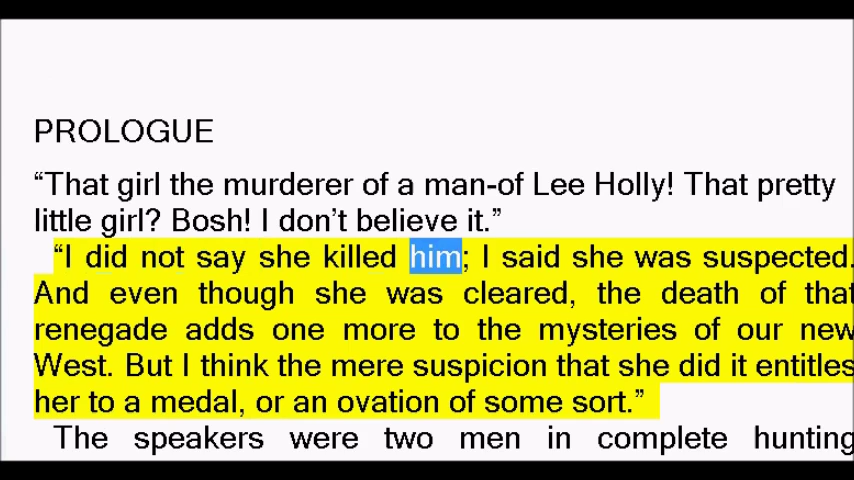 PROLOGUE
“That girl the murderer of a man-of Lee Holly! That pretty
little girl? Bosh! I don’t believe it.”
“I did not say she killed him; I said she was suspected.
And even though she was cleared, the death of that
renegade adds one more to the mysteries of our new
West. But I think the mere suspicion that she did it entitles
her to a medal, or an ovation of some sort.”
The speakers were two men in complete hunting